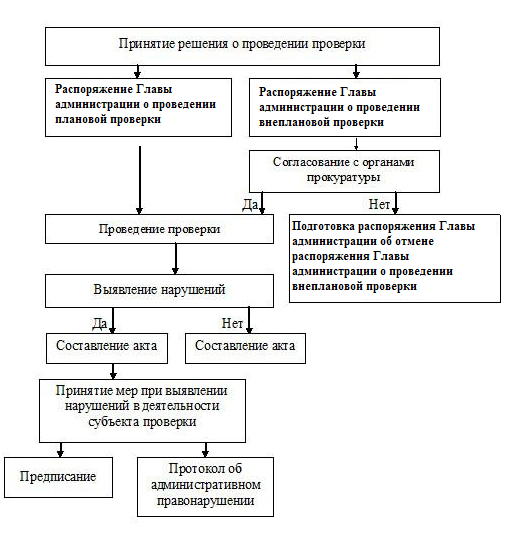 Принятие решения о проведении проверки
Распоряжение Главы
администрации о проведении
плановой проверки
Распоряжение Главы
администрации о проведении
внеплановой проверки
Согласование с органами
прокуратуры
Да
Нет
Проведение проверки
Подготовка распоряжения Главы
администрации об отмене
распоряжения Главы
администрации о проведении
внеплановой проверки
Выявление нарушений
Да
Нет
Составление акта
Составление акта
Принятие мер при выявлении
нарушений в деятельности
субъекта проверки
Предписание
Протокол об
административном
правонарушении